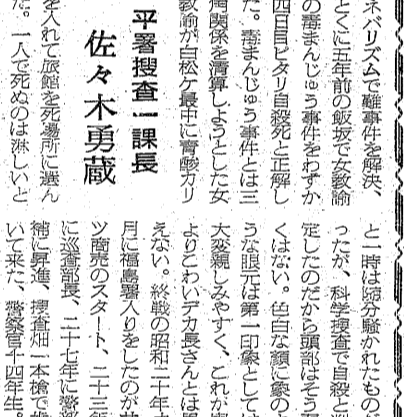 ネバリズムで難事件を解決、
とくに五年前の飯坂で女教諭
の毒まんじゅう事件をわずか
四日目ピタリ自殺死と正解し
た。毒まんじゅう事件とは三
角関係を清算しようとした女
教諭が白松ケ最中に青酸カリ
平署捜査一課長
佐々木勇蔵
を入れて旅館を死場所に選ん
。一人で死ぬのは淋しいと
と一時は随分騒がれたもの
ったが、科学捜査で自殺と
定したのだから頭部はそう
くはない。色白な顔に象の
うな眼元は第一印象としては
大変親しみやすく、これが
よりこわいデカ長さんとは
えない。終戦の昭和二十年
月に福島署入りをしたのが
ツ商売のスタート、二十三年
に巡査部長、二十七年に警部
補に昇進、捜査畑一本槍で
いて来た、警察官十四年生。